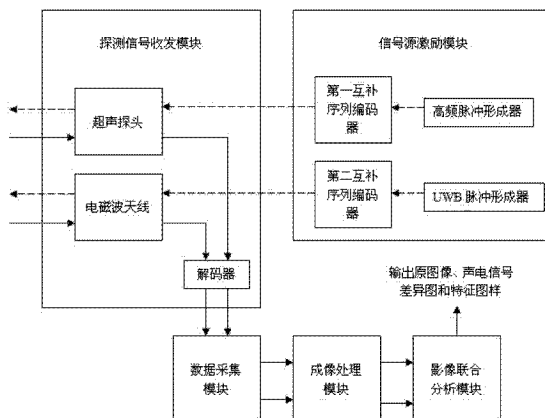 探测信号收发模块
信号源激励模块
超声探头
第一互补
序列编码
器
高频脉冲形成器
电磁波天线
第二互补
序列编码
器
UWB 脉冲形成器
解码器
输出原图像、声电信号
差异图和特征图样
数据采集
模块
成像处理
模块
影像联合
分析模块